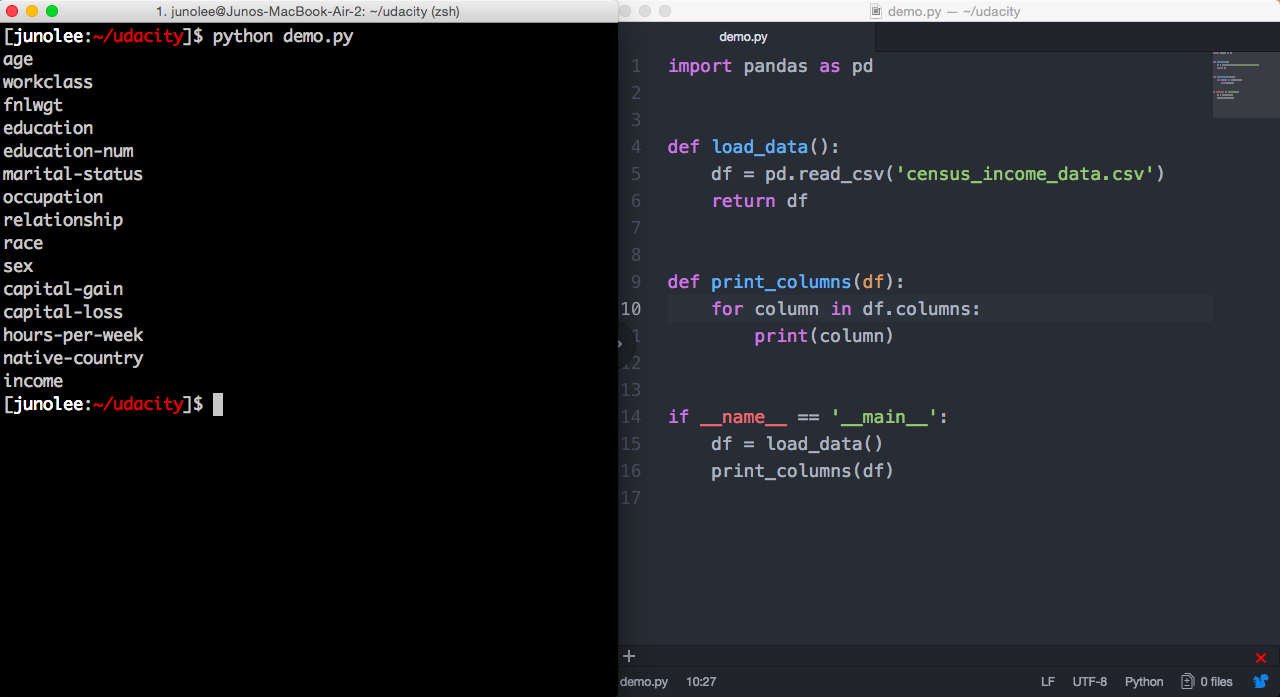 1. junolee@Junos-MacBook-Air-2: ~/udacity (zsh)
[junolee:~/udacity]$ python demo.py
age
workclass
fnlwgt
education
education-num
marital-status
occupation
relationship
race
sex
capital-gain
capital-loss
hours-per-week
native-country
income
[junolee:~/udacity]$
demo.py — ~/udacity
demo.py
1 import pandas as pd
2
3
4 def load_data():
5     df = pd.read_csv('census_income_data.csv')
6     return df
7
8
9 def print_columns(df):
10     for column in df.columns:
11         print(column)
12
13
14 if __name__ == '__main__':
15     df = load_data()
16     print_columns(df)
17
demo.py 10:27 LF UTF-8 Python 0 files